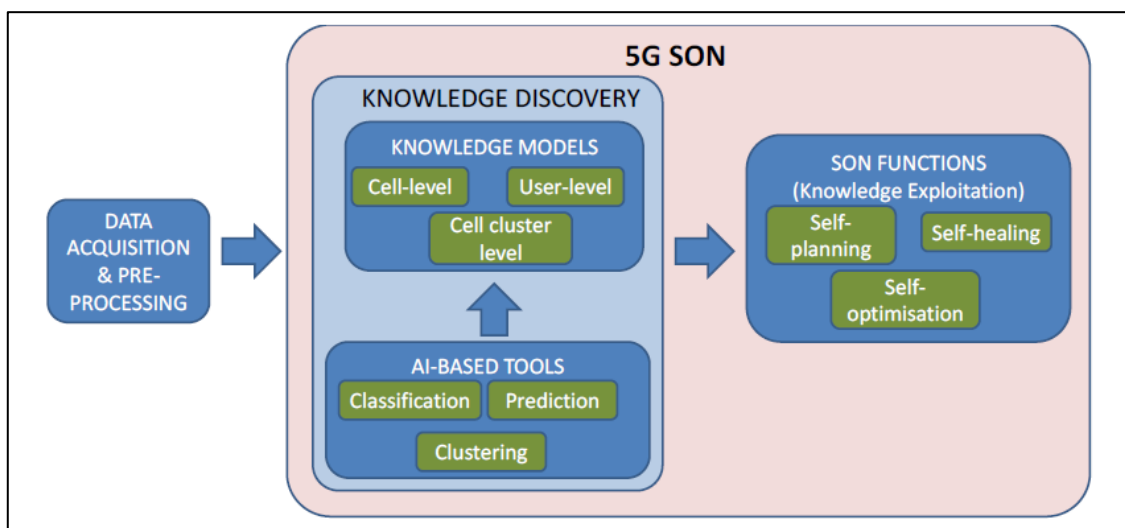 5G SON
KNOWLEDGE DISCOVERY
KNOWLEDGE MODELS
Cell-level
User-level
Cell cluster
level
DATA
ACQUISITION
& PRE-
PROCESSING
AI-BASED TOOLS
Classification
Prediction
Clustering
SON FUNCTIONS
(Knowledge Exploitation)
Self-
planning
Self-healing
Self-
optimisation